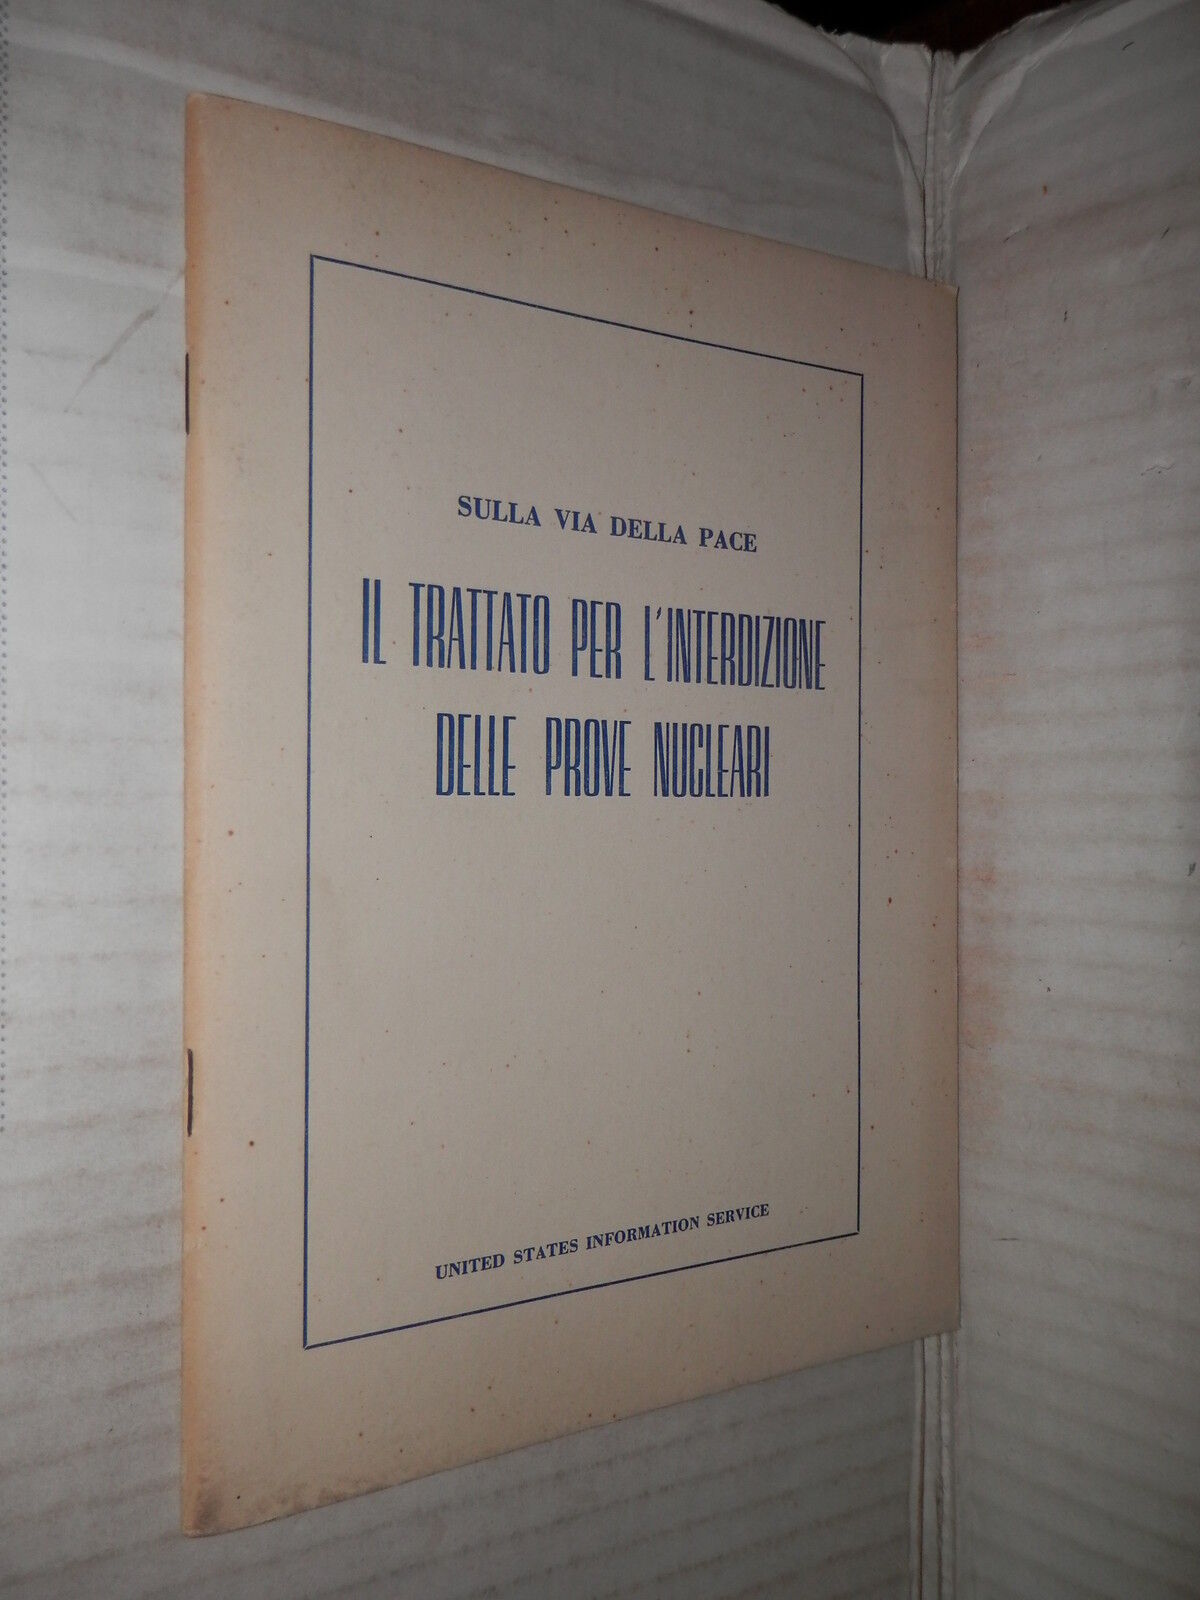 SULLA VIA DELLA PACE
IL TRATTATO PER L'INTERDIZIONE
DELLE PROVE NUCLEARI
UNITED STATES INFORMATION SERVICE